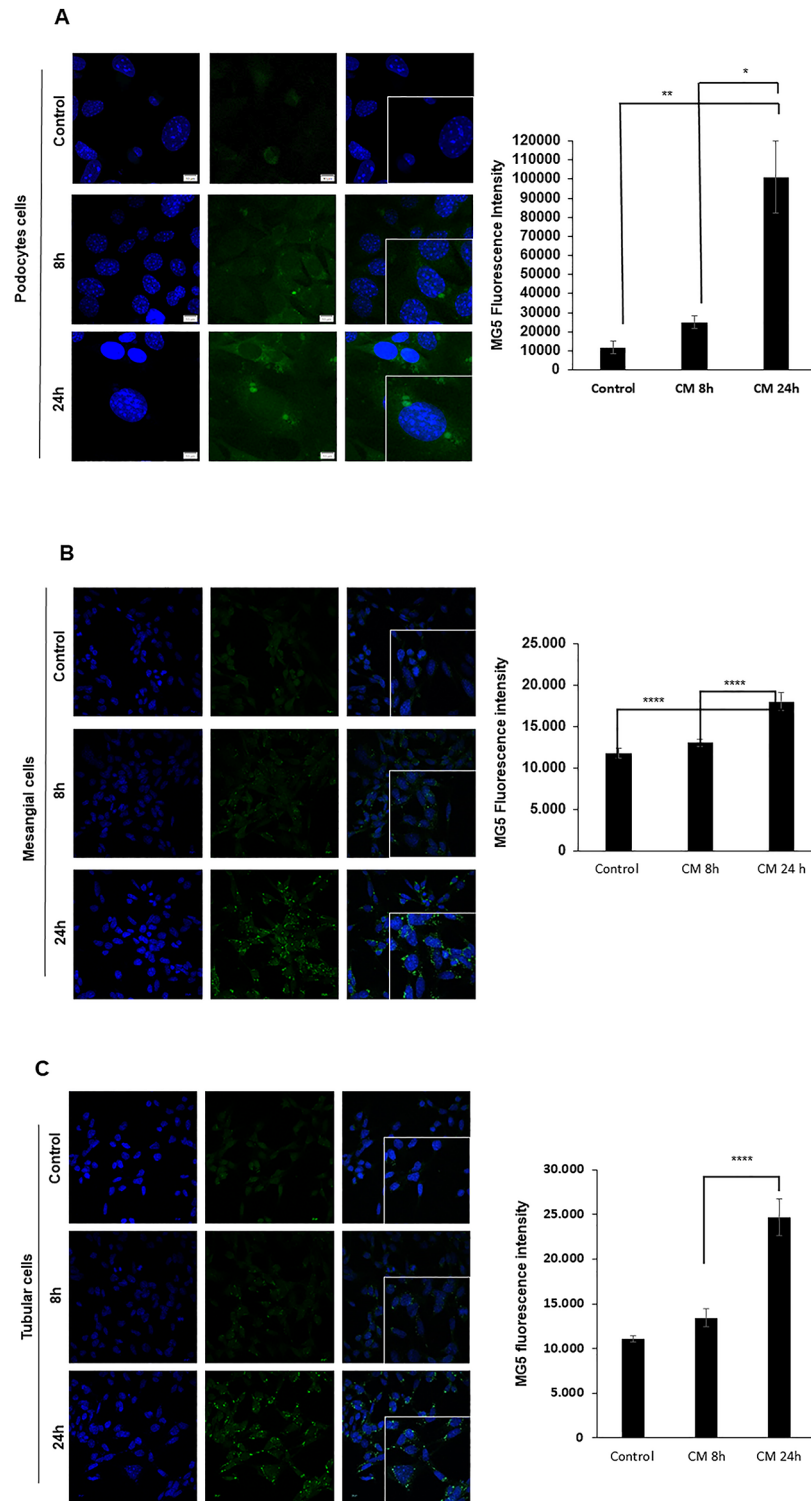 A
Podocytes cells
Control
8h
24h
**
*
MG5 Fluorescence Intensity
120000
110000
100000
90000
80000
70000
60000
50000
40000
30000
20000
10000
0
Control CM 8h CM 24h
B
Mesangial cells
Control
8h
24h
**** ****
MG5 Fluorescence intensity
25.000
20.000
15.000
10.000
5.000
0
Control CM 8h CM 24 h
C
Tubular cells
Control
8h
24h
****
MG5 fluorescence intensity
30.000
25.000
20.000
15.000
10.000
5.000
0
Control CM 8h CM 24h